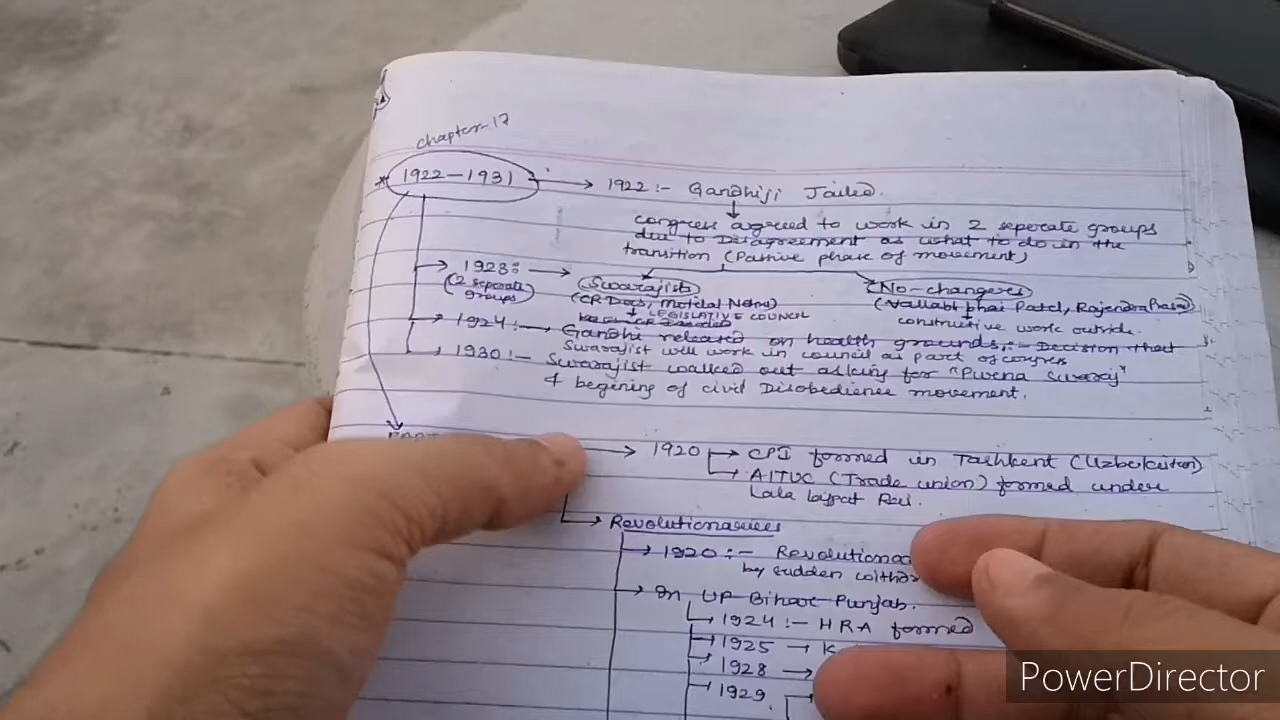 chapter-17
* 1922-1931 → 1922 :- Gandhiji Jailed.
congress agreed to work in 2 seperate groups
due to Disagreement as what to do in the
transition (Passive phase of movement)
1923: → Swarajists No-changers
(2 seperate groups) (CR Das, Motilal Nehru) (Vallabh bhai Patel, Rajendra Prasad)
↓ LEGISLATIVE COUNCIL constructive work outside.
1924 :- Gandhi released on health grounds :- Decision that
Swarajist will work in council as part of congress
1930 :- Swarajist walked out asking for "Purna Swaraj"
& begening of civil Disobedience movement.
→ 1920 → CPI formed in Tashkent (Uzbekistan)
→ AITUC (Trade union) formed under
Lala Lajpat Rai.
→ Revolutionaries
→ 1920 :-
by sudden
→ In UP Bihar Punjab.
→ 1924 :- HRA formed
→ 1925 → K
→ 1928 →
→ 1929
PowerDirector